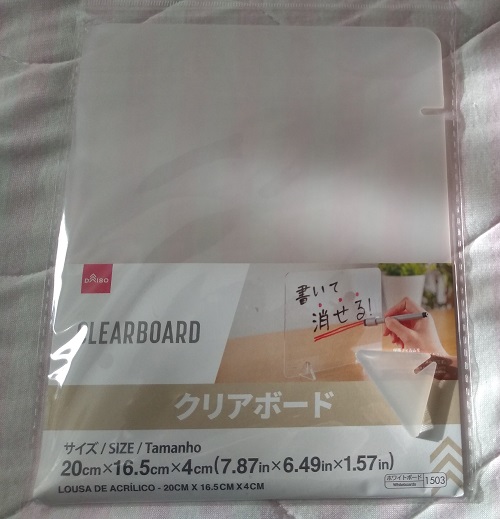 DAISO
CLEARBOARD
書いて
消せる!
クリアボード
サイズ / SIZE / Tamanho
20cm×16.5cm×4cm(7.87in×6.49in×1.57in)
LOUSA DE ACRÍLICO - 20CM X 16.5CM X 4CM
ホワイトボード
Whiteboards
1503